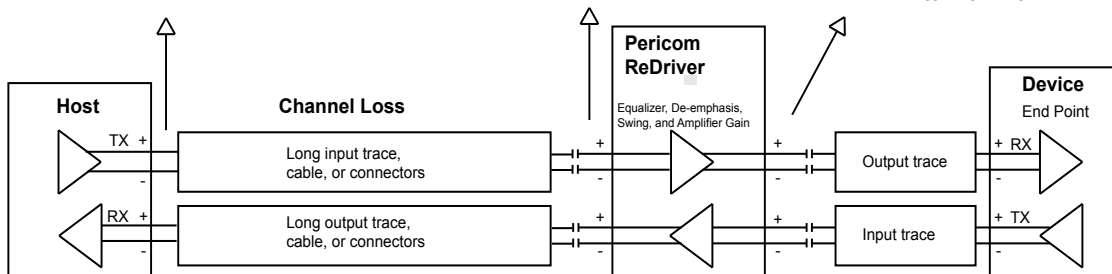 Pericom
ReDriver
Device
Host
Channel Loss
Equalizer, De-emphasis,
Swing, and Amplifier Gain
End Point
TX +
+
+
+ RX
Long input trace,
cable, or connectors
Output trace
-
-
-
-
RX +
+
+
+ TX
Long output trace,
cable, or connectors
Input trace
-
-
-
-